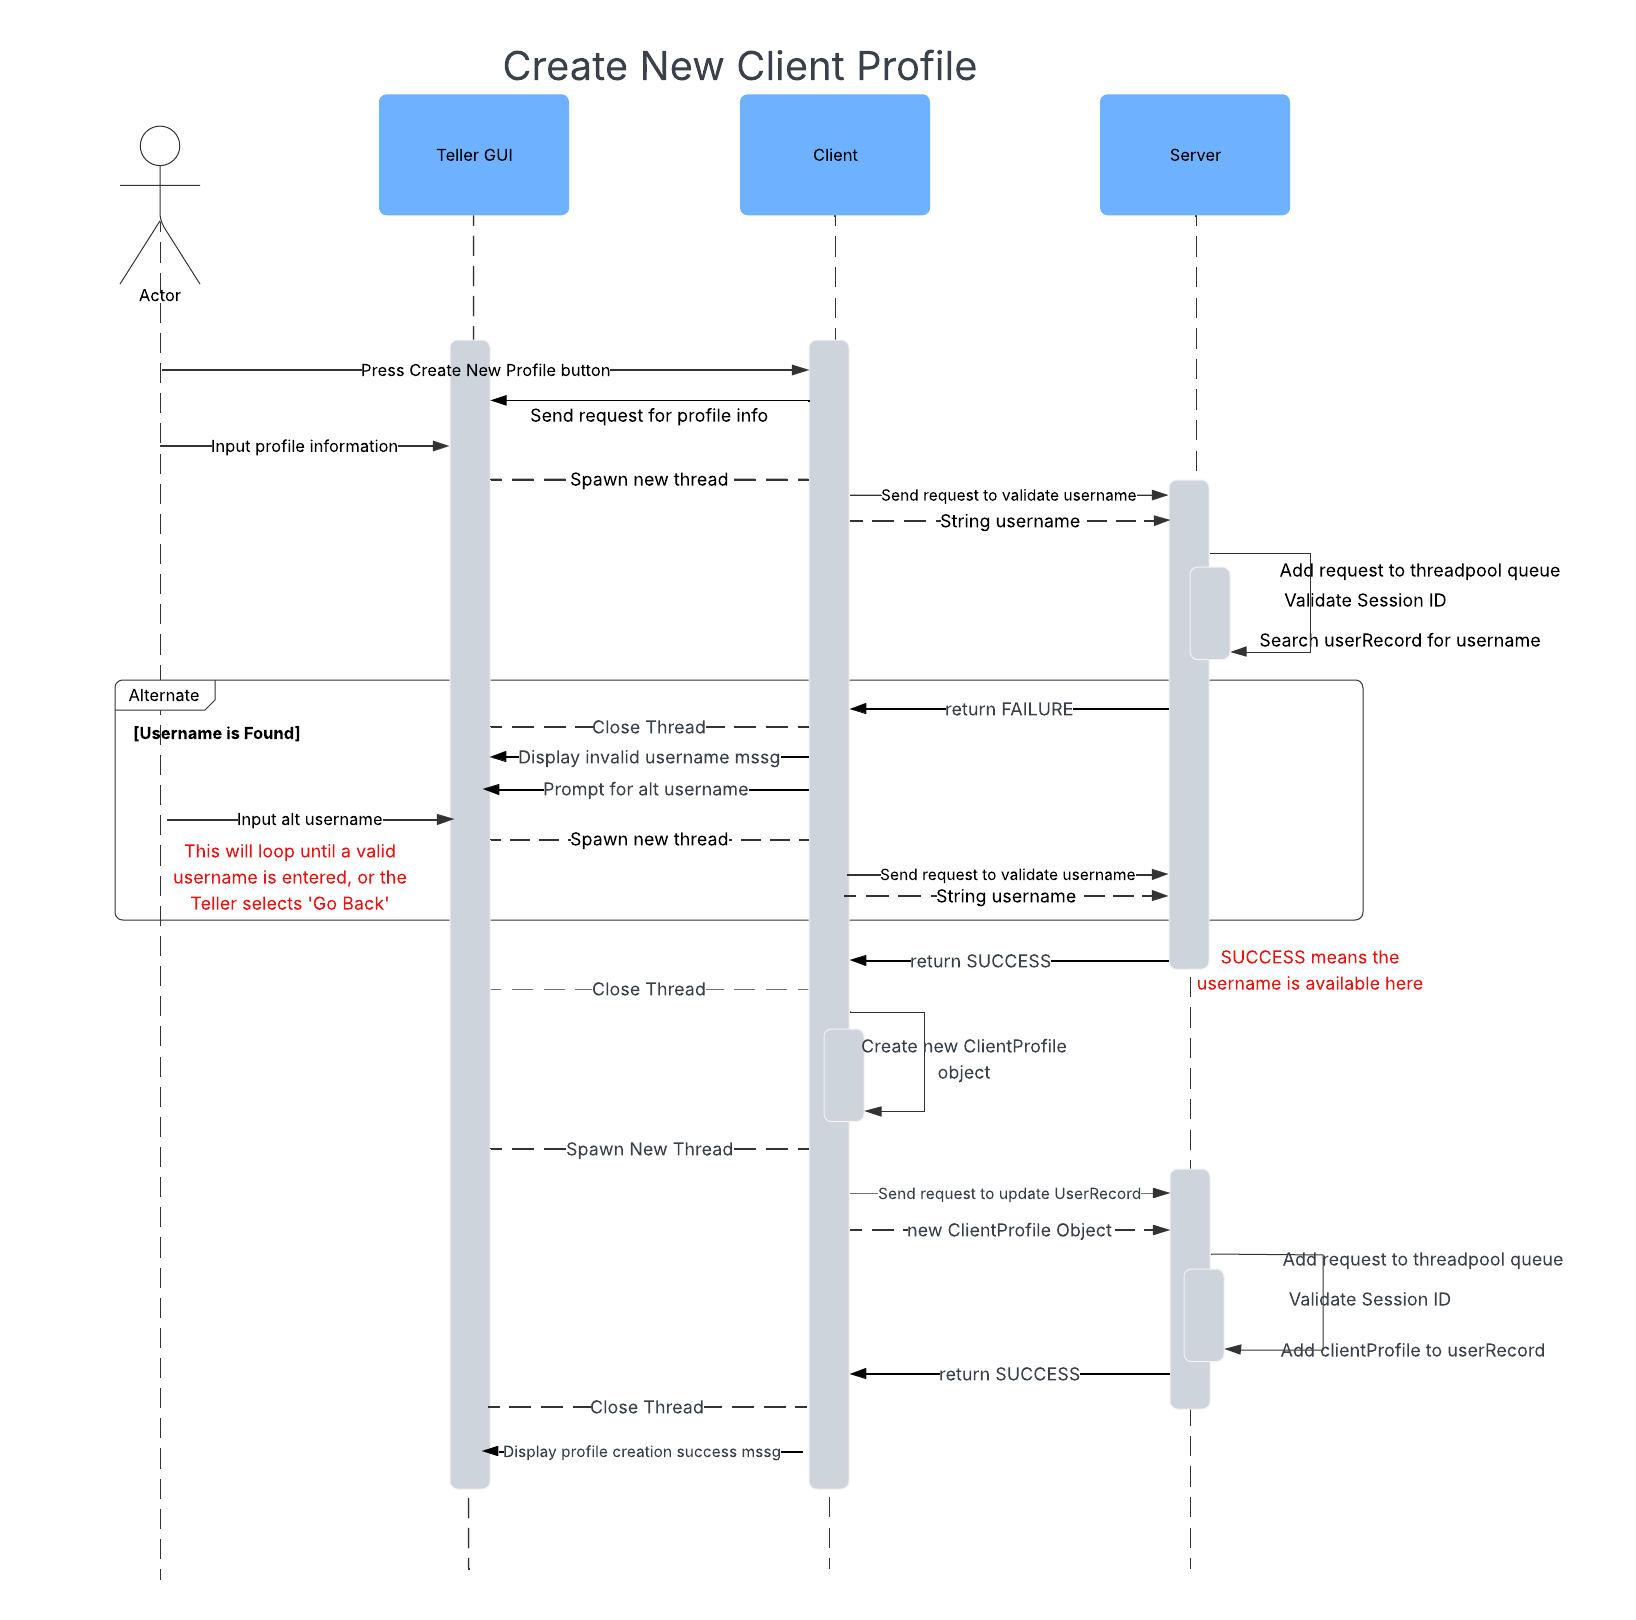 Create New Client Profile
Teller GUI
Client
Server
Actor
Press Create New Profile button
Send request for profile info
Input profile information
Spawn new thread
Send request to validate username
String username
Add request to threadpool queue
Validate Session ID
Search userRecord for username
Alternate
return FAILURE
Close Thread
[Username is Found]
Display invalid username mssg
Prompt for alt username
Input alt username
Spawn new thread
This will loop until a valid
username is entered, or the
Teller selects 'Go Back'
Send request to validate username
String username
return SUCCESS
SUCCESS means the
username is available here
Close Thread
Create new ClientProfile
object
Spawn New Thread
Send request to update UserRecord
new ClientProfile Object
Add request to threadpool queue
Validate Session ID
Add clientProfile to userRecord
return SUCCESS
Close Thread
Display profile creation success mssg